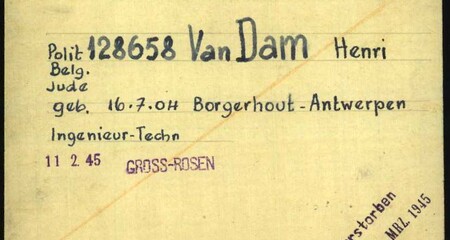 Polit 128658 Van Dam Henri
Belg.
Jude
geb. 16.7.04 Borgerhout-Antwerpen
Ingenieur-Techn
11 2. 45 GROSS-ROSEN
MRZ. 1945